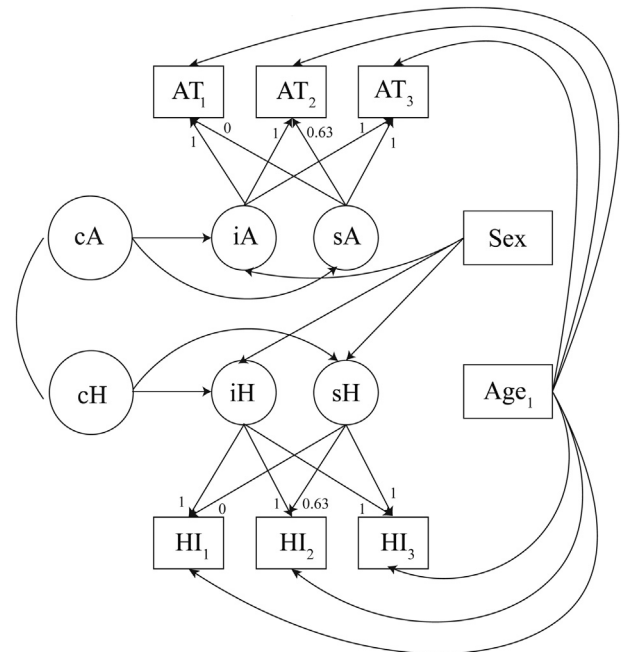 AT₁ AT₂ AT₃
1 0 1 0.63 1 1
cA iA sA Sex
cH iH sH Age₁
1 0 1 0.63 1 1
HI₁ HI₂ HI₃